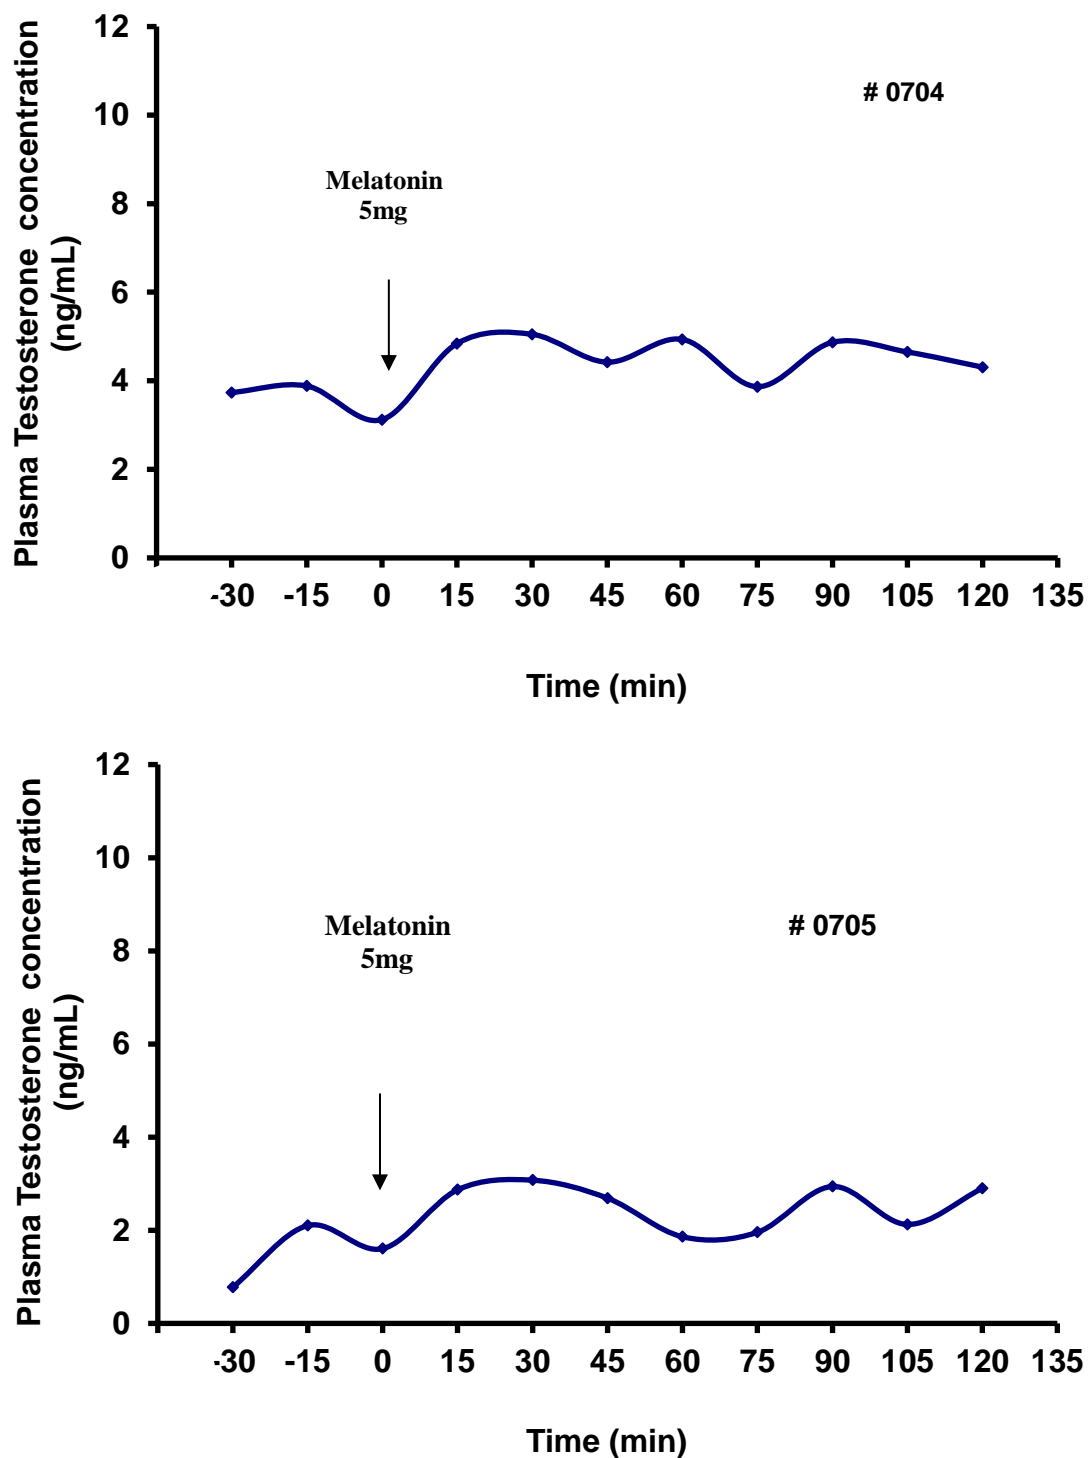 Plasma Testosterone concentration
(ng/mL)
12
10
8
6
4
2
0
# 0704
Melatonin
5mg
-30 -15 0 15 30 45 60 75 90 105 120 135
Time (min)
Plasma Testosterone concentration
(ng/mL)
12
10
8
6
4
2
0
Melatonin
5mg
# 0705
-30 -15 0 15 30 45 60 75 90 105 120 135
Time (min)